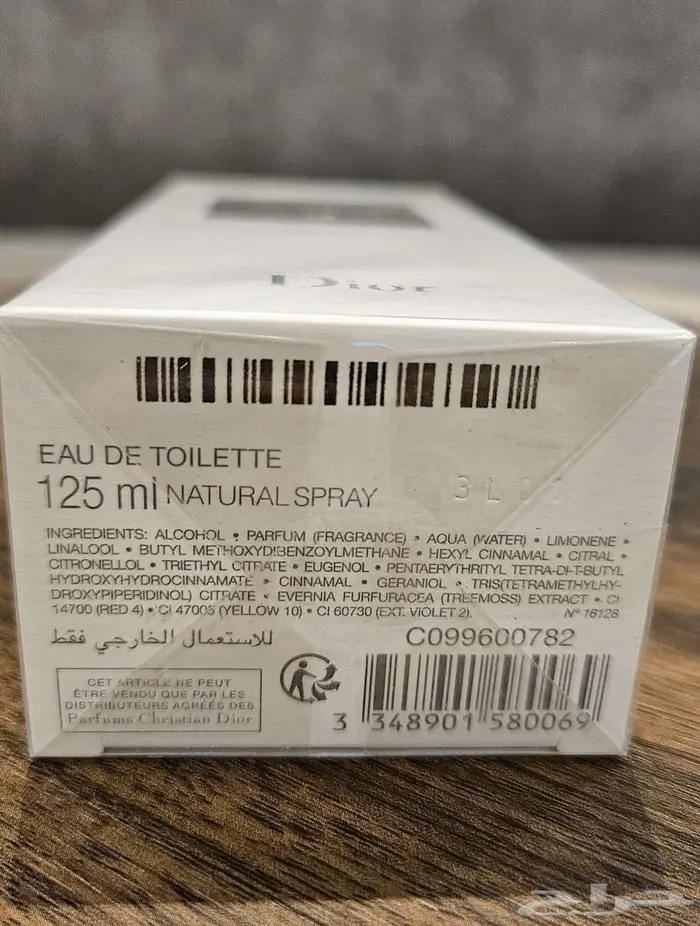 Dior
EAU DE TOILETTE
125 ml NATURAL SPRAY
INGREDIENTS: ALCOHOL • PARFUM (FRAGRANCE) • AQUA (WATER) • LIMONENE •
LINALOOL • BUTYL METHOXYDIBENZOYLMETHANE • HEXYL CINNAMAL • CITRAL •
CITRONELLOL • TRIETHYL CITRATE • EUGENOL • PENTAERYTHRITYL TETRA-DI-T-BUTYL
HYDROXYHYDROCINNAMATE • CINNAMAL • GERANIOL • TRIS(TETRAMETHYLHY-
DROXYPIPERIDINOL) CITRATE • EVERNIA FURFURACEA (TREEMOSS) EXTRACT • CI
14700 (RED 4) • CI 47005 (YELLOW 10) • CI 60730 (EXT. VIOLET 2). N° 16128
للاستعمال الخارجي فقط
C099600782
CET ARTICLE NE PEUT
ÊTRE VENDU QUE PAR LES
DISTRIBUTEURS AGRÉÉS DES
Parfums Christian Dior
3 348901 580069
حراج